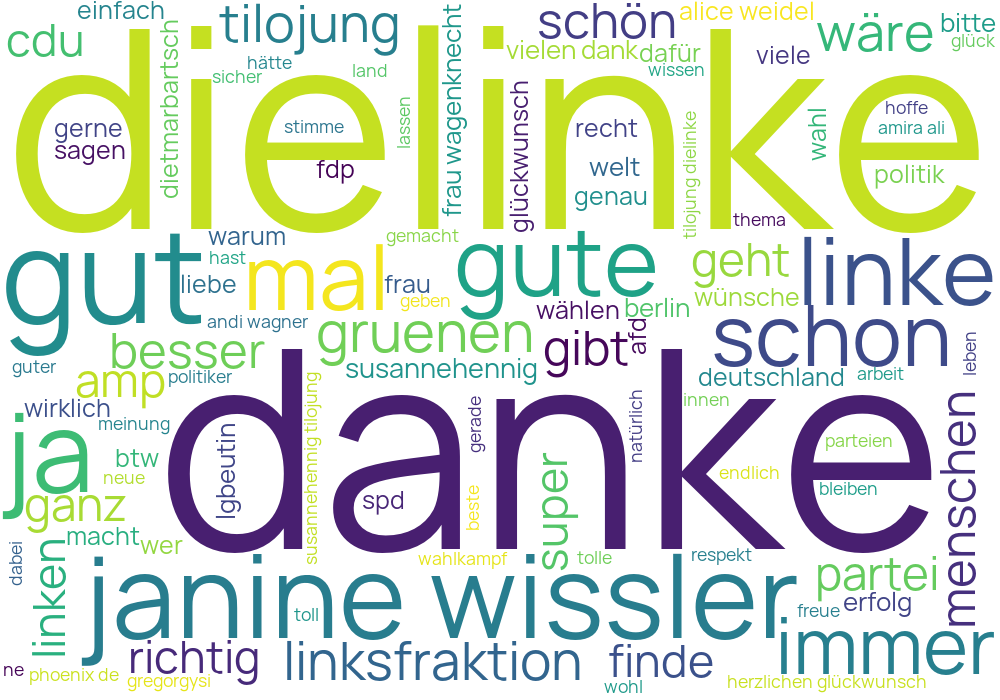 einfach
tilojung
schön
alice weidel
cdu
wäre
bitte
glück
dietmarbartsch
hätte
sicher
land
frau wagenknecht
vielen dank
dafür
wissen
viele
dielinke
gerne
sagen
stimme
lassen
fdp
glückwunsch
recht
welt
genau
tilojung dielinke
wahl
hoffe
amira ali
politik
thema
gut
warum
hast
liebe
mal
gemacht
frau
geben
gute
geht
wünsche
linke
andi wagner
gruenen
wählen
berlin
afd
schon
besser
gibt
guter
amp
politiker
susannehennig
deutschland
arbeit
leben
wirklich
meinung
danke
innen
ja
btw
neue
lgbeutin
susannehennig tilojung
gerade
natürlich
parteien
endlich
bleiben
menschen
ganz
spd
beste
super
macht
wer
dabei
linken
wahlkampf
tolle
respekt
janine wissler
toll
partei
freue
erfolg
immer
ne
phoenix de
richtig
gregorgysi
linksfraktion
finde
wohl
herzlichen glückwunsch